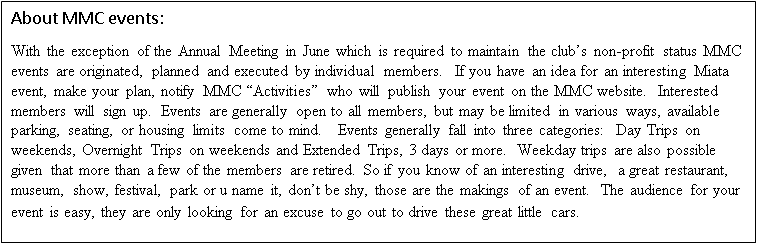 About MMC events:
With the exception of the Annual Meeting in June which is required to maintain the club’s non-profit status MMC
events are originated, planned and executed by individual members. If you have an idea for an interesting Miata
event, make your plan, notify MMC “Activities” who will publish your event on the MMC website. Interested
members will sign up. Events are generally open to all members, but may be limited in various ways, available
parking, seating, or housing limits come to mind. Events generally fall into three categories: Day Trips on
weekends, Overnight Trips on weekends and Extended Trips, 3 days or more. Weekday trips are also possible
given that more than a few of the members are retired. So if you know of an interesting drive, a great restaurant,
museum, show, festival, park or u name it, don’t be shy, those are the makings of an event. The audience for your
event is easy, they are only looking for an excuse to go out to drive these great little cars.